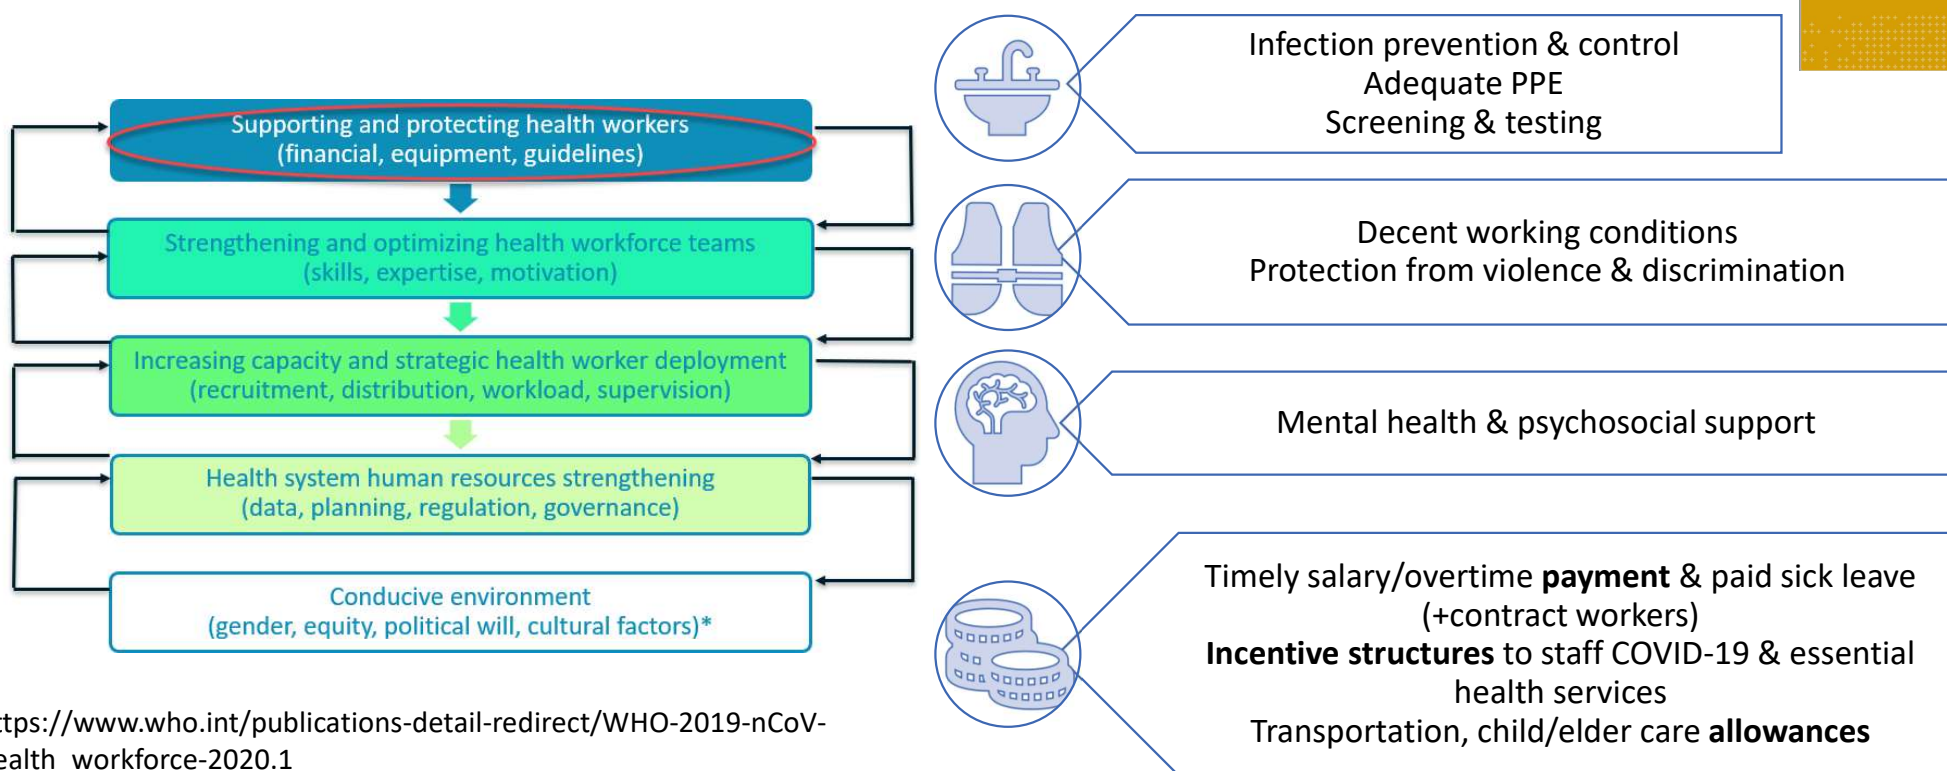 Supporting and protecting health workers
(financial, equipment, guidelines)
Strengthening and optimizing health workforce teams
(skills, expertise, motivation)
Increasing capacity and strategic health worker deployment
(recruitment, distribution, workload, supervision)
Health system human resources strengthening
(data, planning, regulation, governance)
Conducive environment
(gender, equity, political will, cultural factors)*
ttps://www.who.int/publications-detail-redirect/WHO-2019-nCoV-
ealth_workforce-2020.1
Infection prevention & control
Adequate PPE
Screening & testing
Decent working conditions
Protection from violence & discrimination
Mental health & psychosocial support
Timely salary/overtime payment & paid sick leave
(+contract workers)
Incentive structures to staff COVID-19 & essential
health services
Transportation, child/elder care allowances